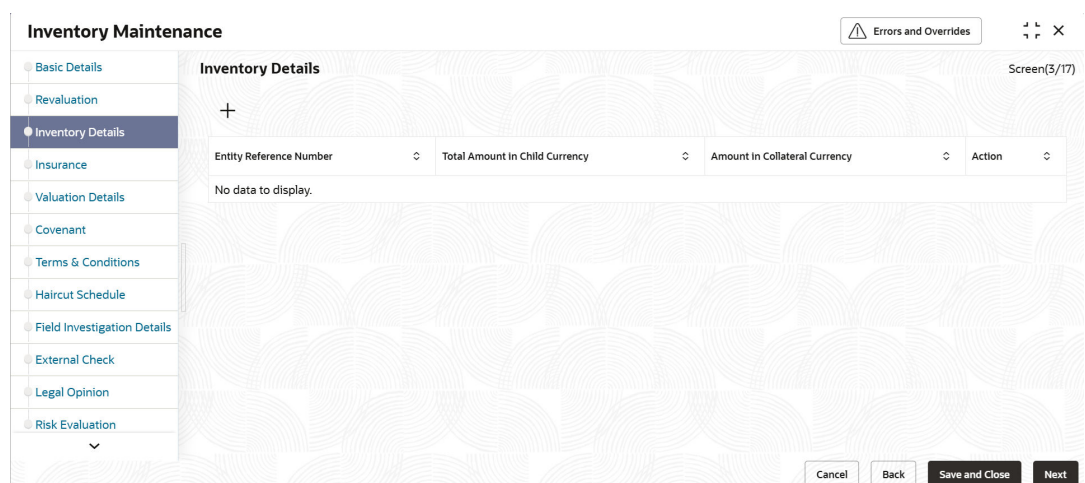 Inventory Maintenance
Errors and Overrides
Basic Details
Revaluation
Inventory Details
Insurance
Valuation Details
Covenant
Terms & Conditions
Haircut Schedule
Field Investigation Details
External Check
Legal Opinion
Risk Evaluation
Inventory Details
Screen(3/17)
Entity Reference Number Total Amount in Child Currency Amount in Collateral Currency Action
No data to display.
Cancel Back Save and Close Next